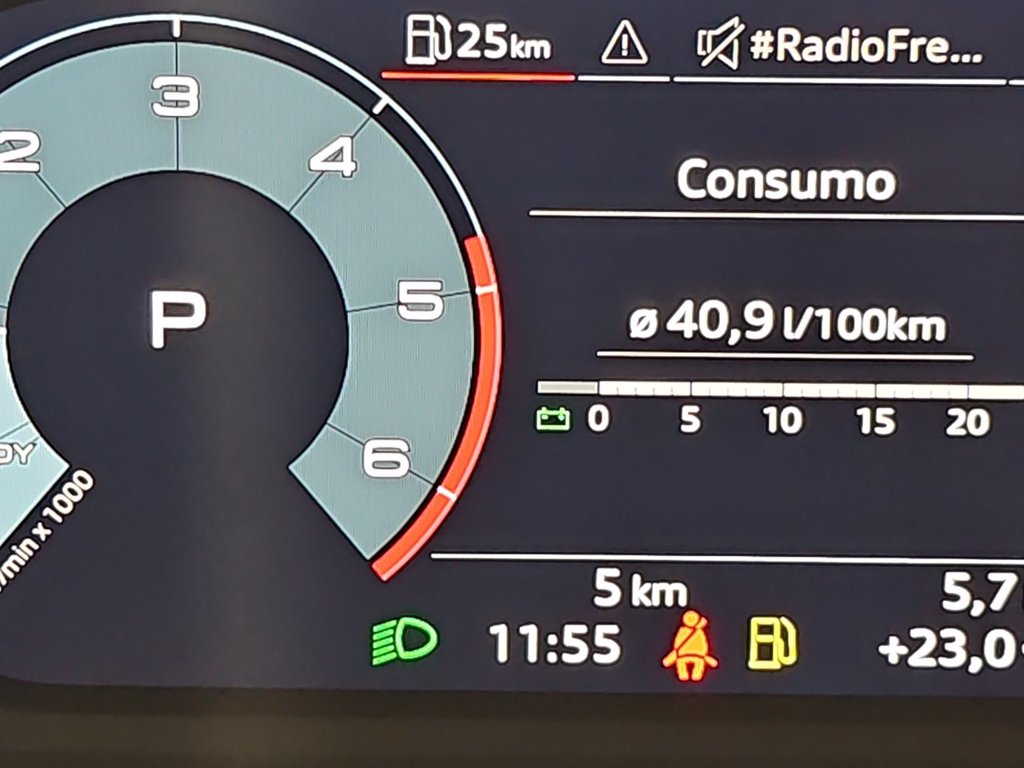 25km
#RadioFre...
3
2
4
Consumo
P
5
ø 40,9 l/100km
0 5 10 15 20
6
DY
/min x 1000
5 km
5,7
11:55
+23,0